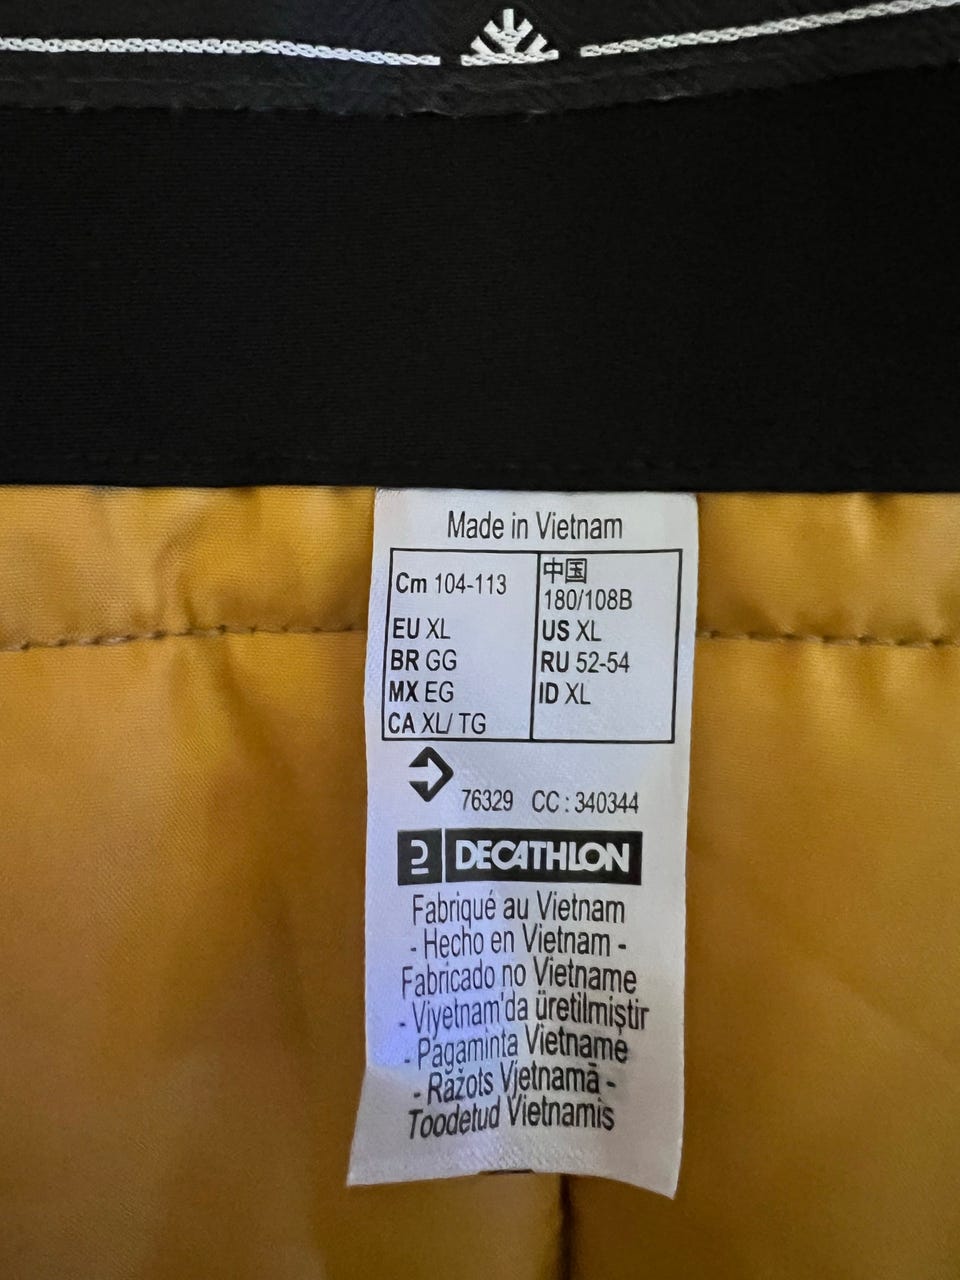 Made in Vietnam
Cm 104-113
EU XL
BR GG
MX EG
CA XL/ TG
中国
180/108B
US XL
RU 52-54
ID XL
76329 CC : 340344
DECATHLON
Fabriqué au Vietnam
- Hecho en Vietnam -
Fabricado no Vietname
- Viyetnam'da üretilmiştir
- Pagaminta Vietname
- Ražots Vjetnamā -
Toodetud Vietnamis